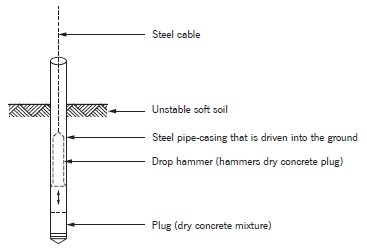 Steel cable
Unstable soft soil
Steel pipe-casing that is driven into the ground
Drop hammer (hammers dry concrete plug)
Plug (dry concrete mixture)